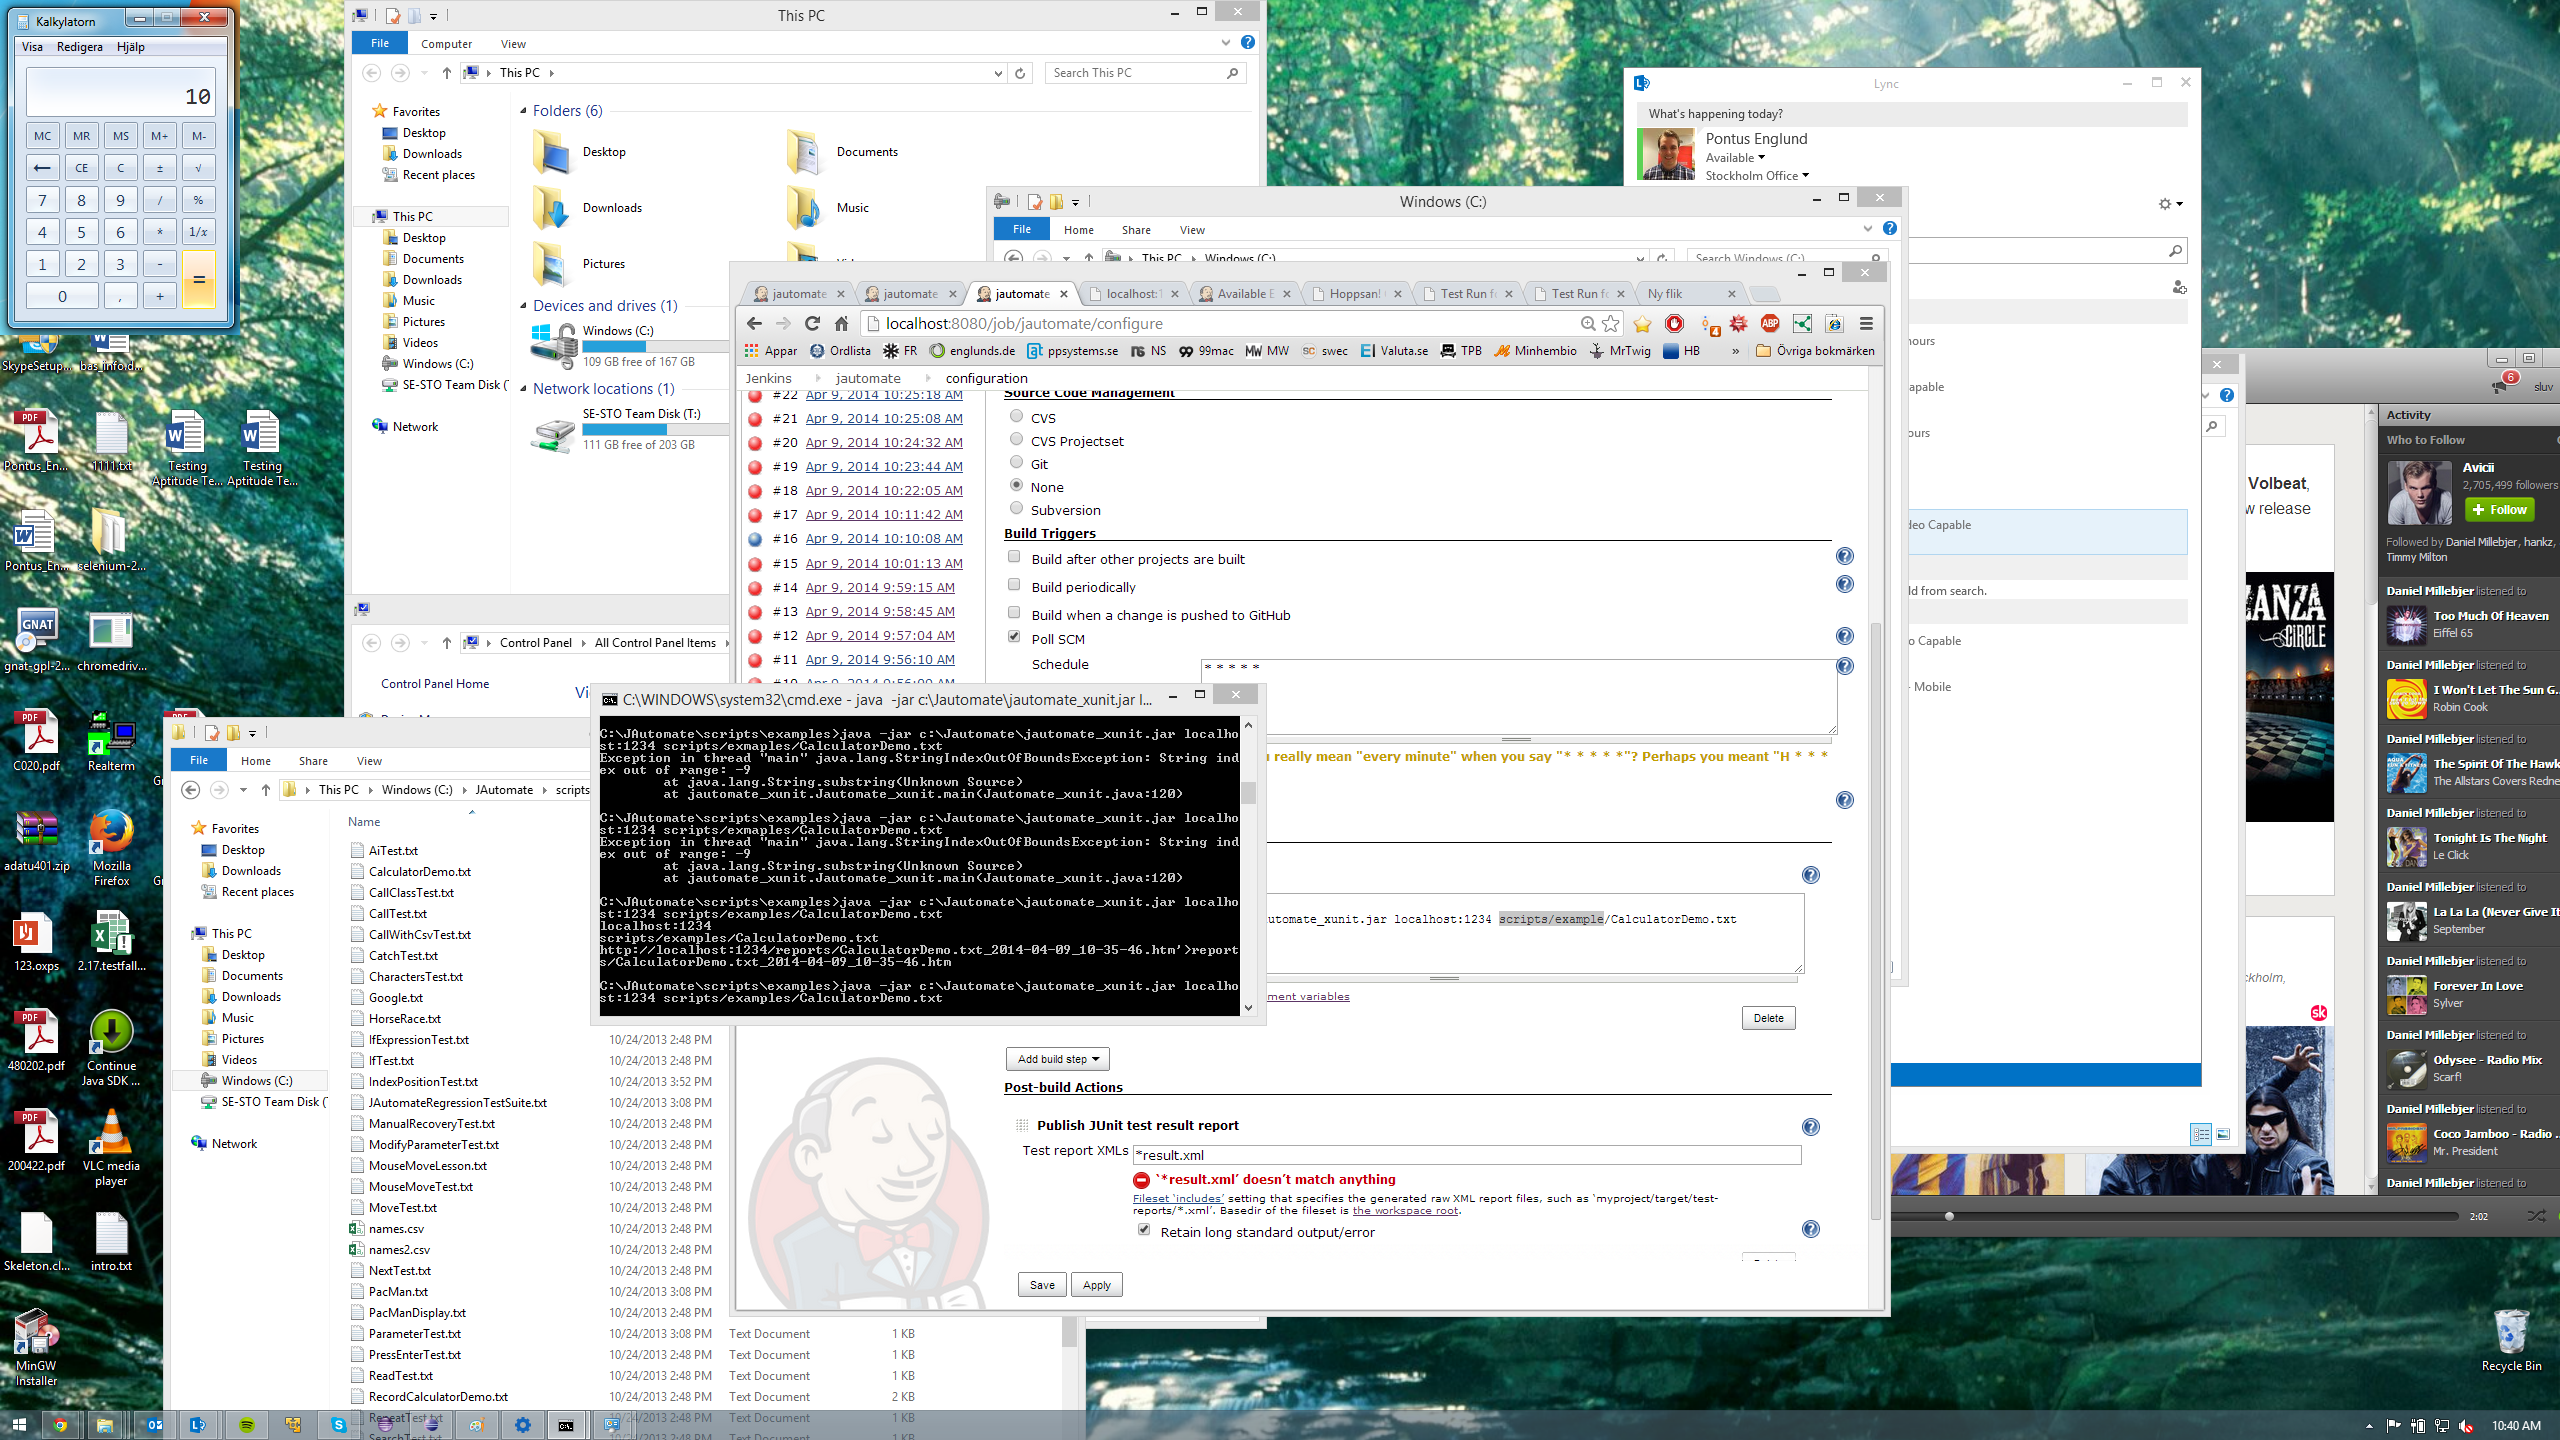 Kalkylatorn
Visa Redigera Hjälp
10
MC MR MS M+ M-
CE C ± √
7 8 9 / %
4 5 6 * 1/x
1 2 3 - =
0 , +
This PC
File Computer View
This PC
Search This PC
Favorites
Desktop
Downloads
Recent places
This PC
Desktop
Documents
Downloads
Music
Pictures
Videos
Windows (C:)
SE-STO Team Disk (T
Network
Folders (6)
Desktop
Documents
Downloads
Music
Pictures
Devices and drives (1)
Windows (C:)
109 GB free of 167 GB
Network locations (1)
SE-STO Team Disk (T:)
111 GB free of 203 GB
Control Panel All Control Panel Items
Control Panel Home
Windows (C:)
File Home Share View
This PC Windows (C:)
Search Windows (C:)
Lync
What's happening today?
Pontus Englund
Available
Stockholm Office
hours
apable
ours
deo Capable
ld from search.
o Capable
- Mobile
jautomate
jautomate
jautomate
localhost:1
Available E
Hoppsan!
Test Run fo
Test Run fo
Ny flik
localhost:8080/job/jautomate/configure
4
ABP
Appar Ordlista FR englunds.de ppsystems.se NS 99mac MW swec Valuta.se TPB Minhembio MrTwig HB » Övriga bokmärken
Jenkins jautomate configuration
#22 Apr 9, 2014 10:25:18 AM
#21 Apr 9, 2014 10:25:08 AM
#20 Apr 9, 2014 10:24:32 AM
#19 Apr 9, 2014 10:23:44 AM
#18 Apr 9, 2014 10:22:05 AM
#17 Apr 9, 2014 10:11:42 AM
#16 Apr 9, 2014 10:10:08 AM
#15 Apr 9, 2014 10:01:13 AM
#14 Apr 9, 2014 9:59:15 AM
#13 Apr 9, 2014 9:58:45 AM
#12 Apr 9, 2014 9:57:04 AM
#11 Apr 9, 2014 9:56:10 AM
Source Code Management
CVS
CVS Projectset
Git
None
Subversion
Build Triggers
Build after other projects are built
Build periodically
Build when a change is pushed to GitHub
Poll SCM
Schedule
* * * * *
u really mean "every minute" when you say "* * * * *"? Perhaps you meant "H * * *
utomate_xunit.jar localhost:1234 scripts/example/CalculatorDemo.txt
ment variables
Delete
Add build step
Post-build Actions
Publish JUnit test result report
Test report XMLs
*result.xml
'*result.xml' doesn't match anything
Fileset 'includes' setting that specifies the generated raw XML report files, such as 'myproject/target/test-
reports/*.xml'. Basedir of the fileset is the workspace root.
Retain long standard output/error
Save Apply
C:\WINDOWS\system32\cmd.exe - java -jar c:\Jautomate\jautomate_xunit.jar l...
C:\JAutomate\scripts\examples>java -jar c:\Jautomate\jautomate_xunit.jar localho
st:1234 scripts/exmaples/CalculatorDemo.txt
Exception in thread "main" java.lang.StringIndexOutOfBoundsException: String ind
ex out of range: -9
at java.lang.String.substring(Unknown Source)
at jautomate_xunit.Jautomate_xunit.main(Jautomate_xunit.java:120)
C:\JAutomate\scripts\examples>java -jar c:\Jautomate\jautomate_xunit.jar localho
st:1234 scripts/exmaples/CalculatorDemo.txt
Exception in thread "main" java.lang.StringIndexOutOfBoundsException: String ind
ex out of range: -9
at java.lang.String.substring(Unknown Source)
at jautomate_xunit.Jautomate_xunit.main(Jautomate_xunit.java:120)
C:\JAutomate\scripts\examples>java -jar c:\Jautomate\jautomate_xunit.jar localho
st:1234 scripts/examples/CalculatorDemo.txt
localhost:1234
scripts/examples/CalculatorDemo.txt
http://localhost:1234/reports/CalculatorDemo.txt_2014-04-09_10-35-46.htm'>report
s/CalculatorDemo.txt_2014-04-09_10-35-46.htm
C:\JAutomate\scripts\examples>java -jar c:\Jautomate\jautomate_xunit.jar localho
st:1234 scripts/examples/CalculatorDemo.txt
File Home Share View
This PC Windows (C:) JAutomate scripts
Favorites
Desktop
Downloads
Recent places
This PC
Desktop
Documents
Downloads
Music
Pictures
Videos
Windows (C:)
SE-STO Team Disk (T
Network
Name
AiTest.txt
CalculatorDemo.txt
CallClassTest.txt
CallTest.txt
CallWithCsvTest.txt
CatchTest.txt
CharactersTest.txt
Google.txt
HorseRace.txt
IfExpressionTest.txt 10/24/2013 2:48 PM
IfTest.txt 10/24/2013 2:48 PM
IndexPositionTest.txt 10/24/2013 3:52 PM
JAutomateRegressionTestSuite.txt 10/24/2013 3:08 PM
ManualRecoveryTest.txt 10/24/2013 2:48 PM
ModifyParameterTest.txt 10/24/2013 2:48 PM
MouseMoveLesson.txt 10/24/2013 2:48 PM
MouseMoveTest.txt 10/24/2013 2:48 PM
MoveTest.txt 10/24/2013 2:48 PM
names.csv 10/24/2013 2:48 PM
names2.csv 10/24/2013 2:48 PM
NextTest.txt 10/24/2013 2:48 PM
PacMan.txt 10/24/2013 3:08 PM
PacManDisplay.txt 10/24/2013 2:48 PM
ParameterTest.txt 10/24/2013 3:08 PM Text Document 1 KB
PressEnterTest.txt 10/24/2013 2:48 PM Text Document 1 KB
ReadTest.txt 10/24/2013 2:48 PM Text Document 1 KB
RecordCalculatorDemo.txt 10/24/2013 2:48 PM Text Document 2 KB
RepeatTest.txt 10/24/2013 2:48 PM Text Document 1 KB
SkypeSetup...
bas_infoid...
Pontus_En...
1111.txt
Testing
Aptitude Te...
Testing
Aptitude Te...
Pontus_En...
selenium-2...
GNAT
gnat-gpl-2...
chromedriv...
C020.pdf
Realterm
adatu401.zip
Mozilla
Firefox
123.oxps
2.17.testfall...
480202.pdf
Continue
Java SDK ...
200422.pdf
VLC media
player
Skeleton.cl...
intro.txt
MinGW
Installer
6
sluv
Volbeat,
w release
ANZA
CIRCLE
ckholm,
sk
Activity
Who to Follow
Avicii
2,705,499 followers
Follow
Followed by Daniel Millebjer, hankz,
Timmy Milton
Daniel Millebjer listened to
Too Much Of Heaven
Eiffel 65
Daniel Millebjer listened to
I Won't Let The Sun G...
Robin Cook
Daniel Millebjer listened to
The Spirit Of The Hawk
The Allstars Covers Redne
Daniel Millebjer listened to
Tonight Is The Night
Le Click
Daniel Millebjer listened to
La La La (Never Give It
September
Daniel Millebjer listened to
Forever In Love
Sylver
Daniel Millebjer listened to
Odysee - Radio Mix
Scarf!
Daniel Millebjer listened to
Coco Jamboo - Radio ...
Mr. President
Daniel Millebjer listened to
2:02
Recycle Bin
10:40 AM